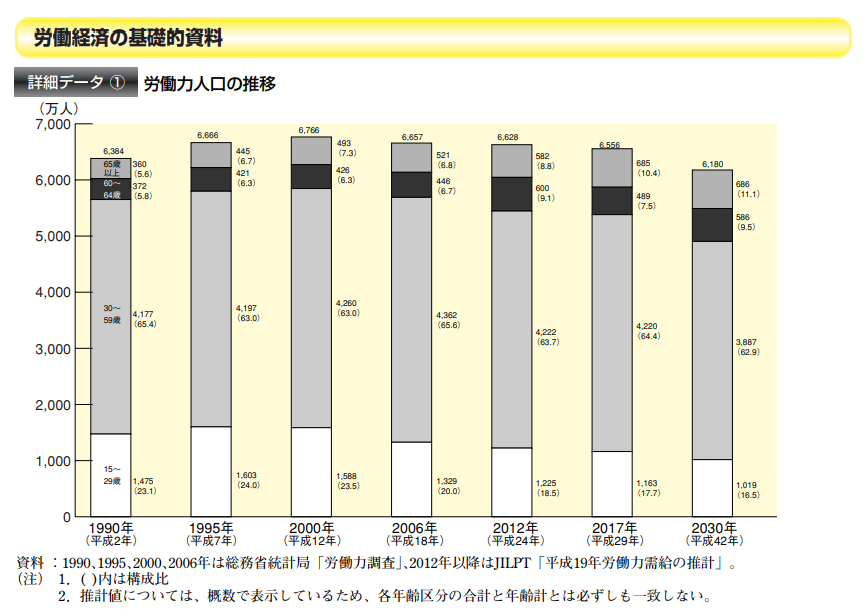 労働経済の基礎的資料
詳細データ ① 労働力人口の推移
（万人）
7,000
6,000
5,000
4,000
3,000
2,000
1,000
0
6,384
65歳
以上
360
(5.6)
60～
64歳
372
(5.8)
30～
59歳
4,177
(65.4)
15～
29歳
1,475
(23.1)
1990年
（平成2年）
6,666
445
(6.7)
421
(6.3)
4,197
(63.0)
1,603
(24.0)
1995年
（平成7年）
6,766
493
(7.3)
426
(6.3)
4,260
(63.0)
1,588
(23.5)
2000年
（平成12年）
6,657
521
(6.8)
446
(6.7)
4,362
(65.6)
1,329
(20.0)
2006年
（平成18年）
6,628
582
(8.8)
600
(9.1)
4,222
(63.7)
1,225
(18.5)
2012年
（平成24年）
6,556
685
(10.4)
489
(7.5)
4,220
(64.4)
1,163
(17.7)
2017年
（平成29年）
6,180
686
(11.1)
586
(9.5)
3,887
(62.9)
1,019
(16.5)
2030年
（平成42年）
資料 ：1990､1995､2000､2006年は総務省統計局「労働力調査」､2012年以降はJILPT「平成19年労働力需給の推計」。
（注） 1．( )内は構成比
2．推計値については、概数で表示しているため、各年齢区分の合計と年齢計とは必ずしも一致しない。